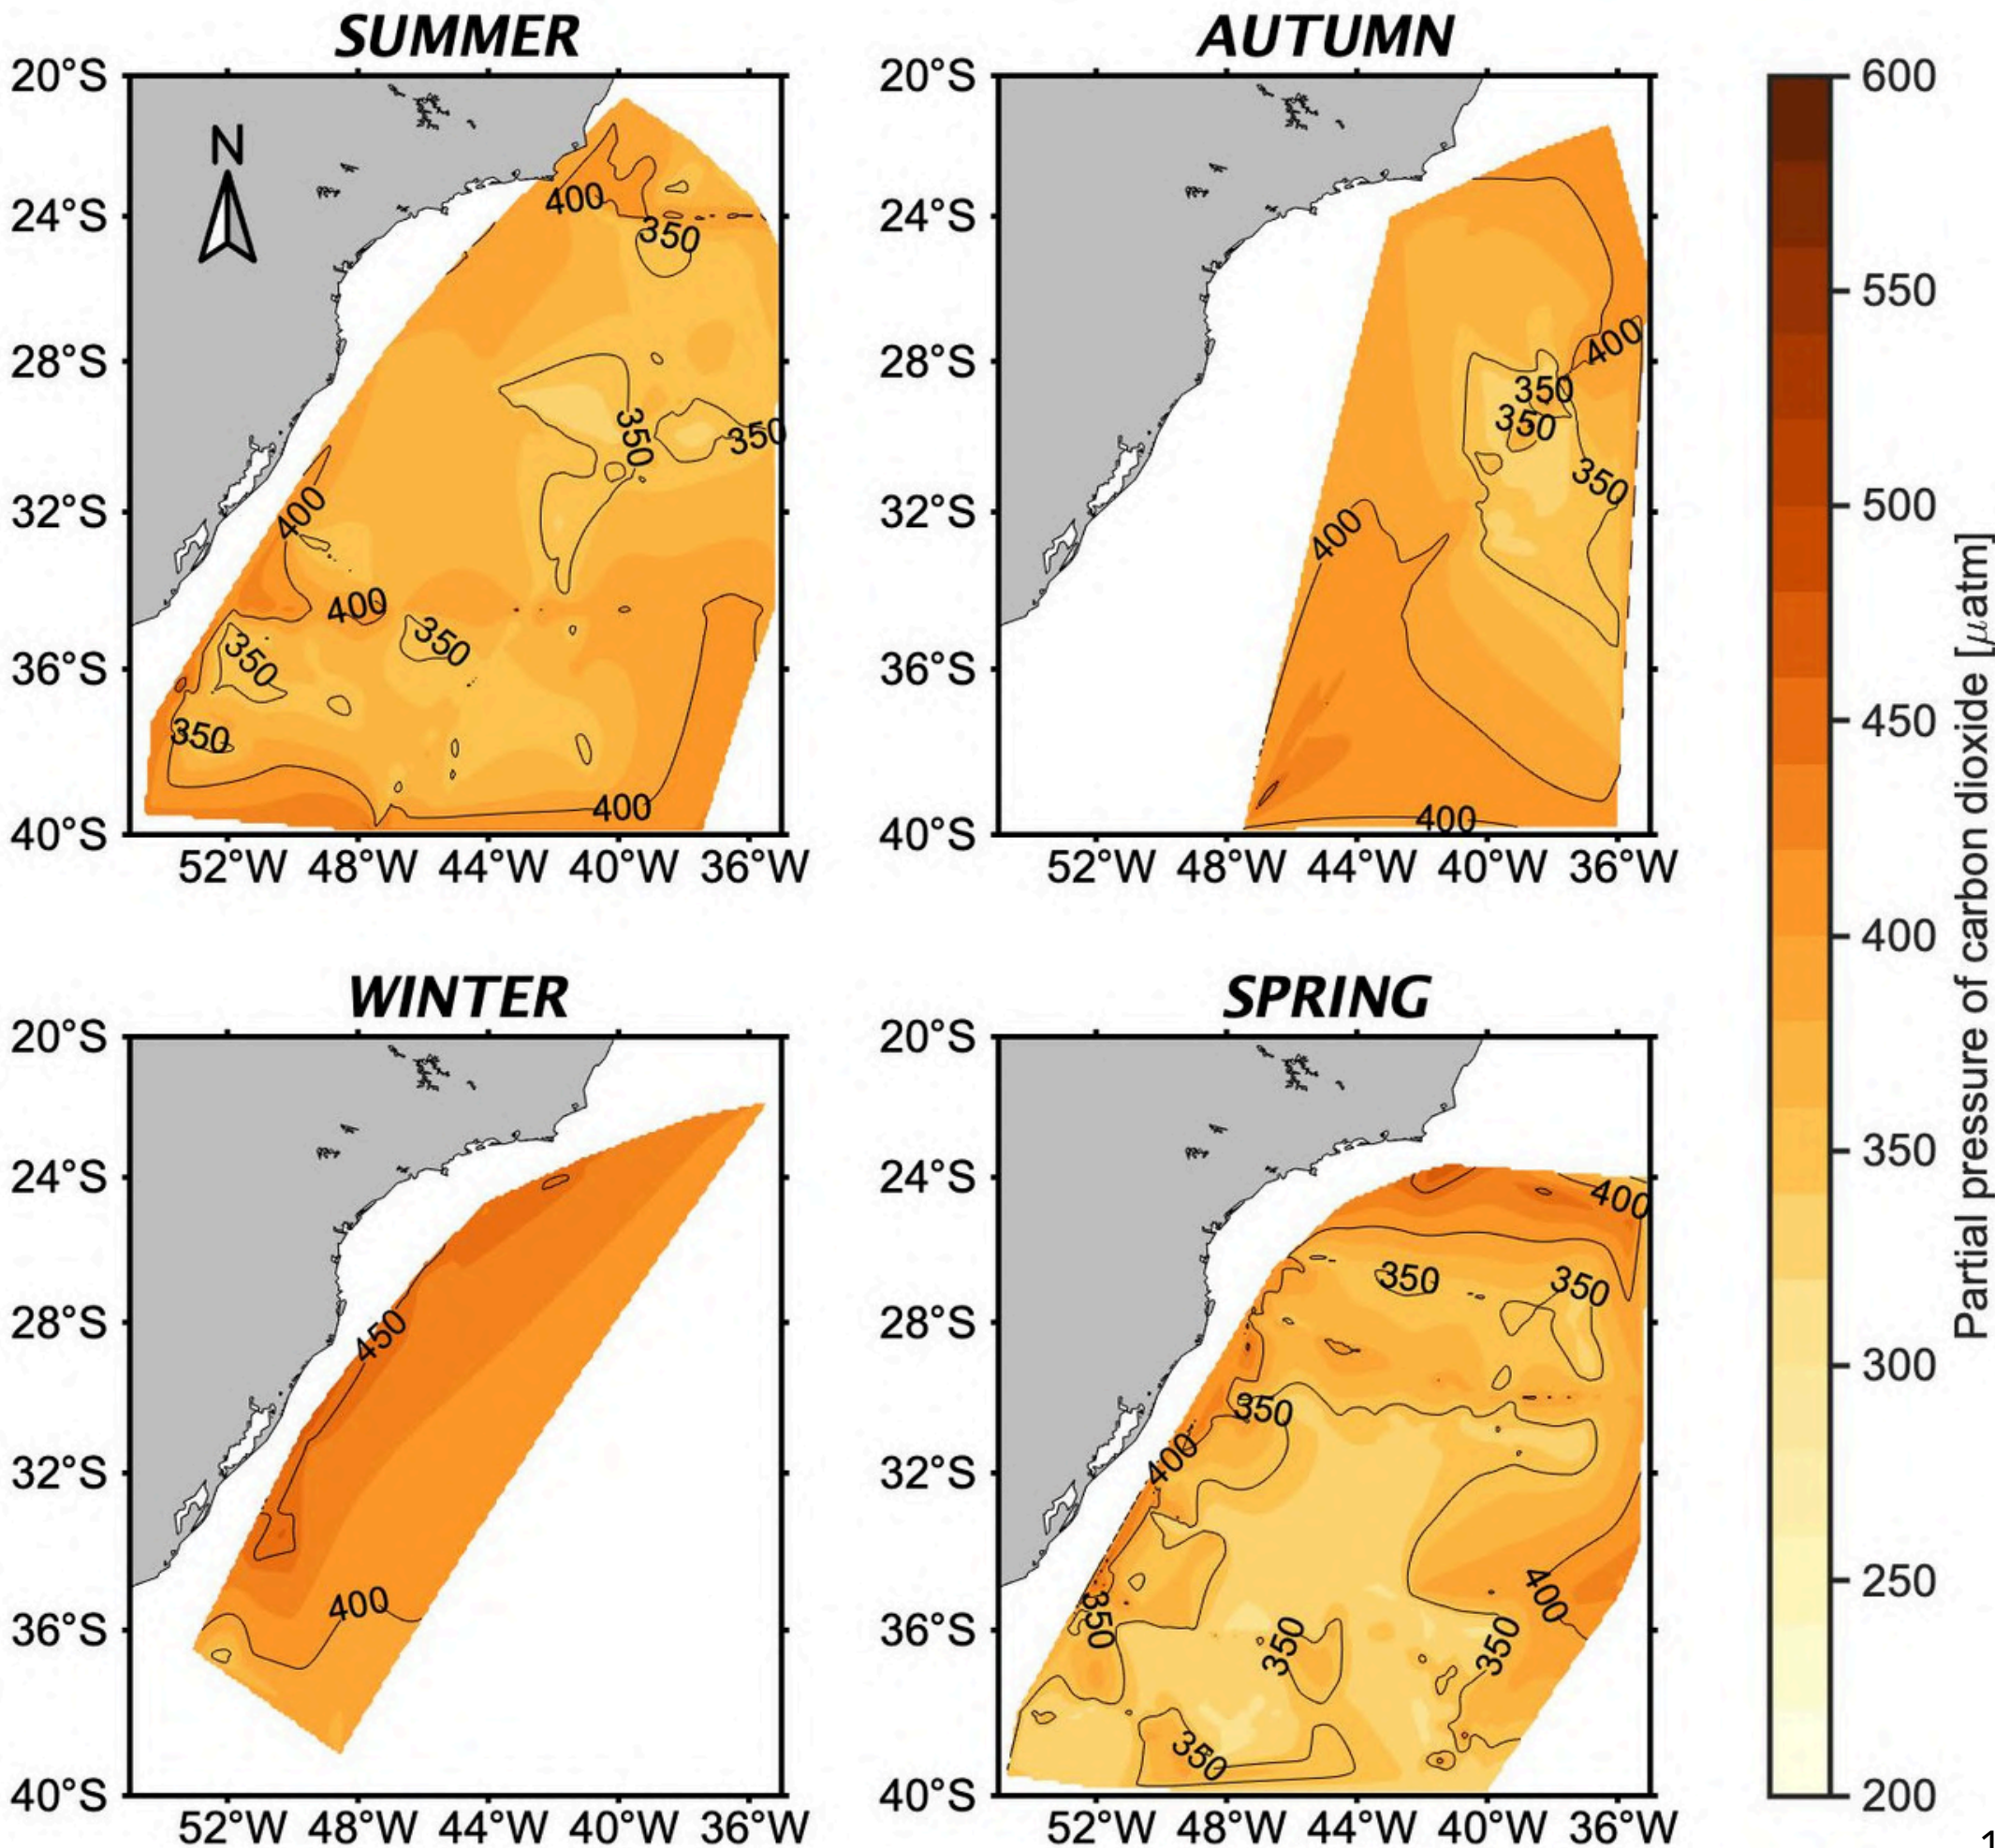 SUMMER
AUTUMN
20°S
24°S
28°S
32°S
36°S
40°S
N
400
350
350
350
400
400
350
350
350
400
52°W 48°W 44°W 40°W 36°W
20°S
24°S
28°S
32°S
36°S
40°S
400
350
350
350
400
400
52°W 48°W 44°W 40°W 36°W
WINTER
SPRING
20°S
24°S
28°S
32°S
36°S
40°S
450
400
52°W 48°W 44°W 40°W 36°W
20°S
24°S
28°S
32°S
36°S
40°S
400
350
350
350
400
400
350
350
350
350
52°W 48°W 44°W 40°W 36°W
600
550
500
450
400
350
300
250
200
Partial pressure of carbon dioxide [μatm]